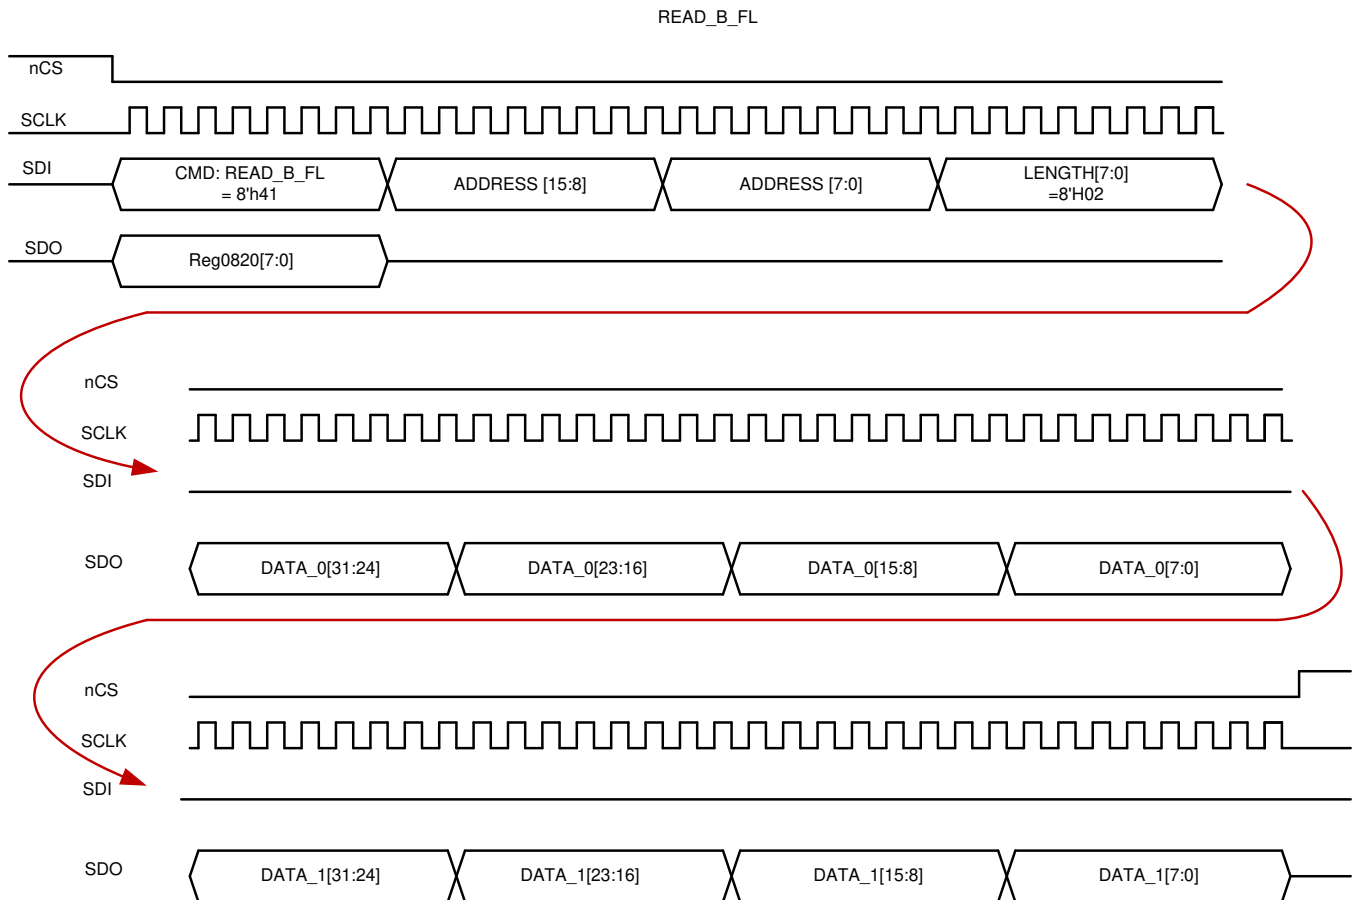 READ_B_FL
nCS
SCLK
SDI
CMD: READ_B_FL
= 8'h41
ADDRESS [15:8]
ADDRESS [7:0]
LENGTH[7:0]
=8'H02
SDO
Reg0820[7:0]
nCS
SCLK
SDI
SDO
DATA_0[31:24]
DATA_0[23:16]
DATA_0[15:8]
DATA_0[7:0]
nCS
SCLK
SDI
SDO
DATA_1[31:24]
DATA_1[23:16]
DATA_1[15:8]
DATA_1[7:0]